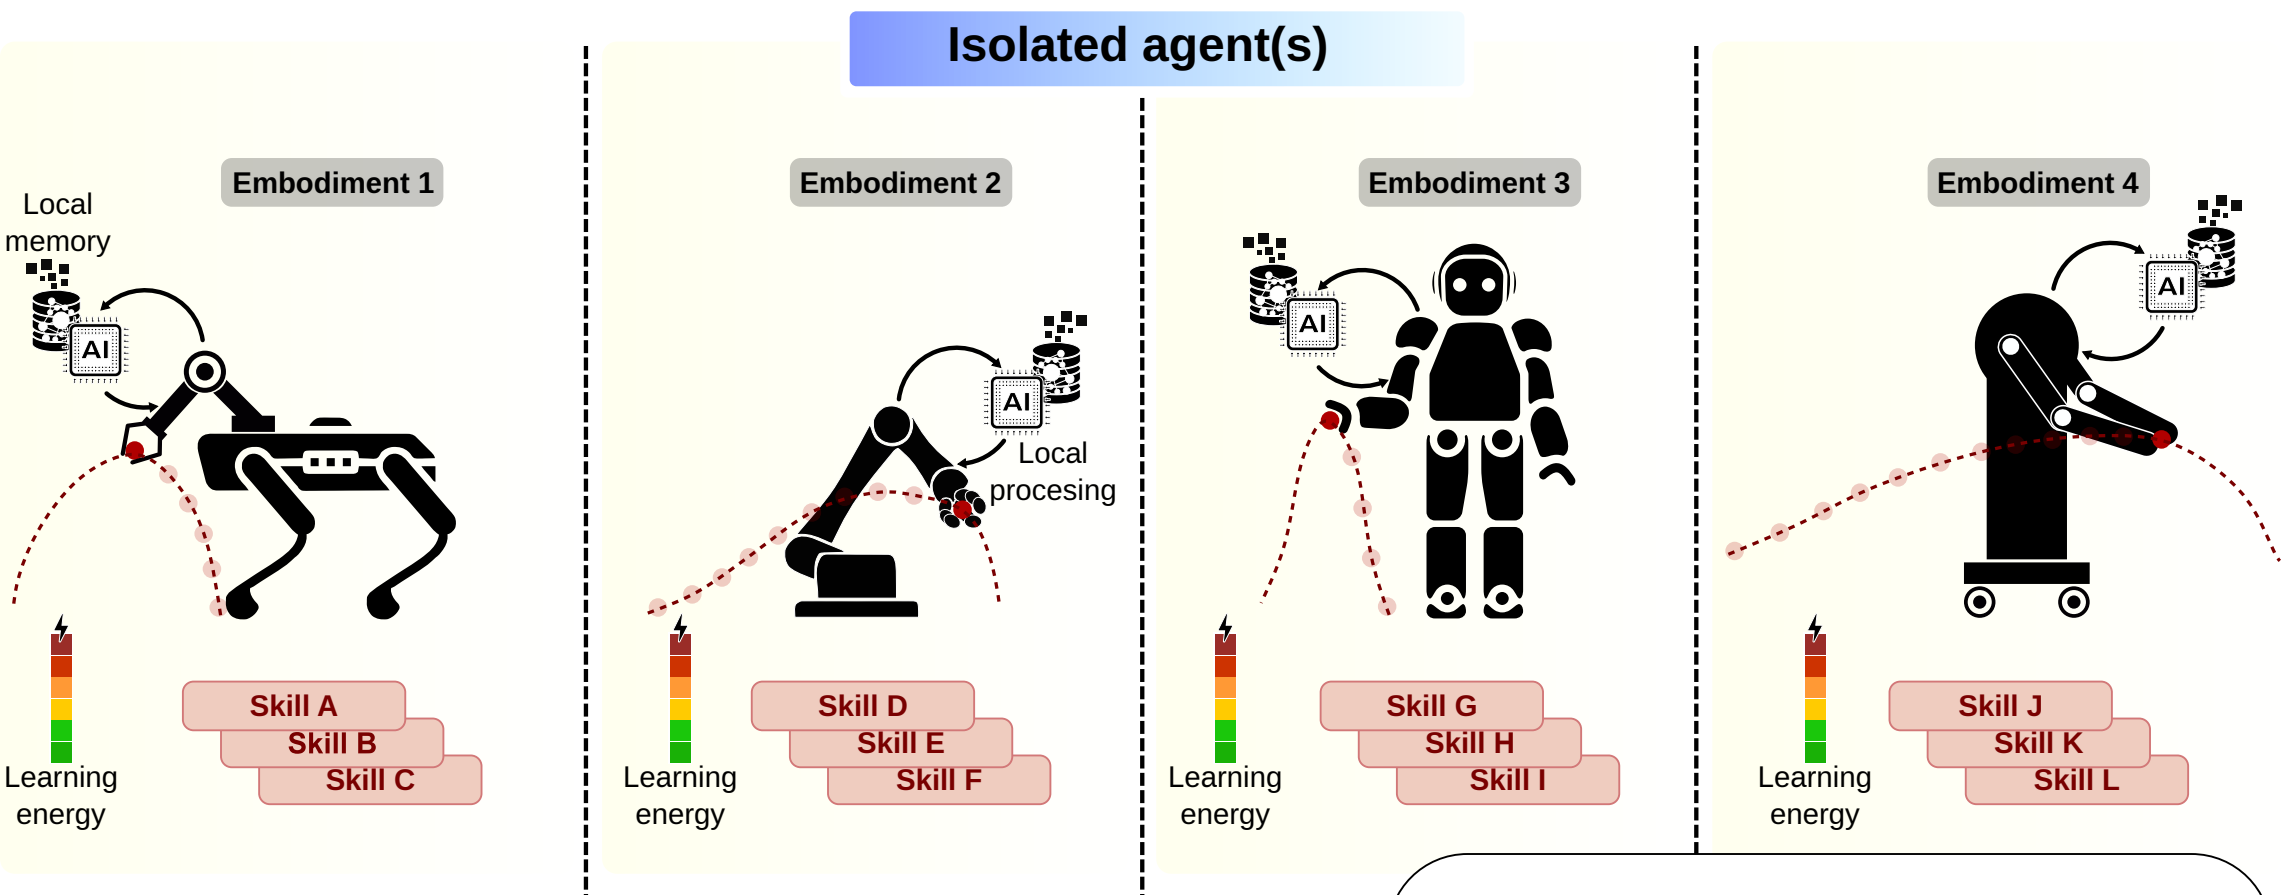 Isolated agent(s)
Embodiment 1
Local
memory
AI
Skill A
Skill B
Skill C
Learning
energy
Embodiment 2
AI
Local
procesing
Skill D
Skill E
Skill F
Learning
energy
Embodiment 3
AI
Skill G
Skill H
Skill I
Learning
energy
Embodiment 4
AI
Skill J
Skill K
Skill L
Learning
energy